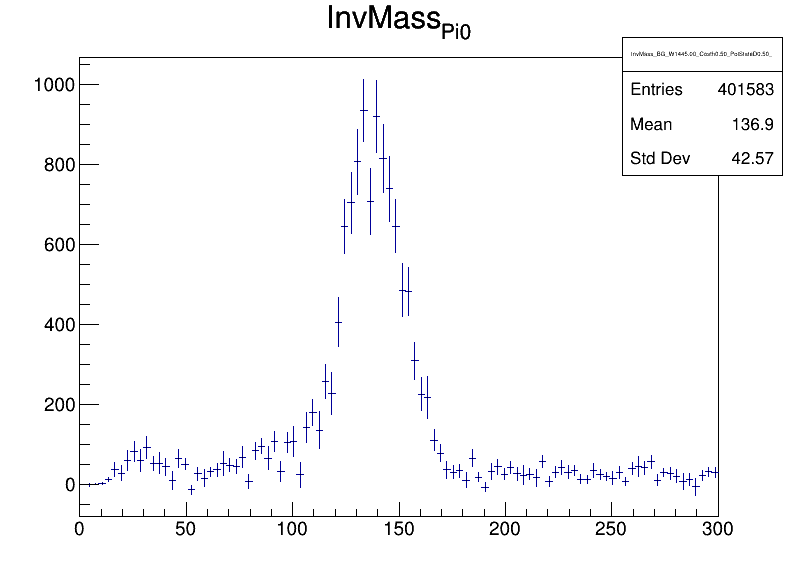 InvMass_Pi0
InvMass_BG_W1445.00_Costh0.50_PolStateD0.50_
Entries 401583
Mean 136.9
Std Dev 42.57
1000
800
600
400
200
0
0 50 100 150 200 250 300